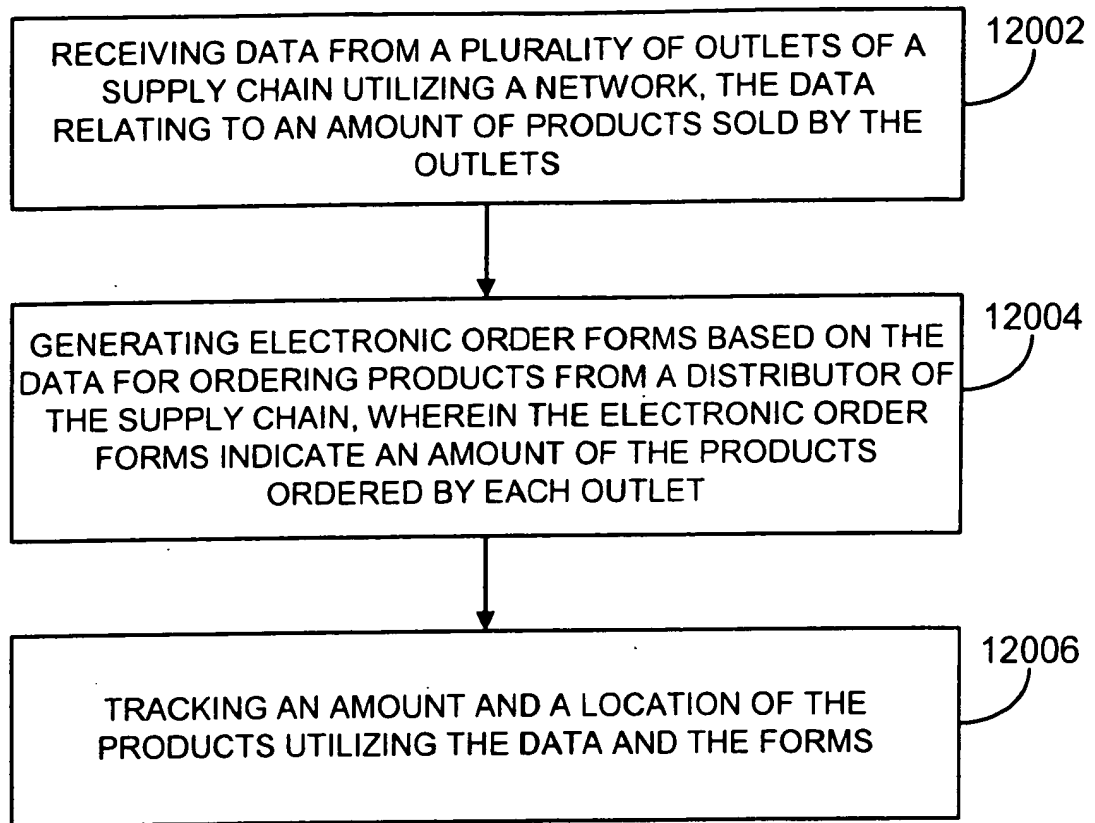 12002
RECEIVING DATA FROM A PLURALITY OF OUTLETS OF A
SUPPLY CHAIN UTILIZING A NETWORK, THE DATA
RELATING TO AN AMOUNT OF PRODUCTS SOLD BY THE
OUTLETS
12004
GENERATING ELECTRONIC ORDER FORMS BASED ON THE
DATA FOR ORDERING PRODUCTS FROM A DISTRIBUTOR OF
THE SUPPLY CHAIN, WHEREIN THE ELECTRONIC ORDER
FORMS INDICATE AN AMOUNT OF THE PRODUCTS
ORDERED BY EACH OUTLET
12006
TRACKING AN AMOUNT AND A LOCATION OF THE
PRODUCTS UTILIZING THE DATA AND THE FORMS